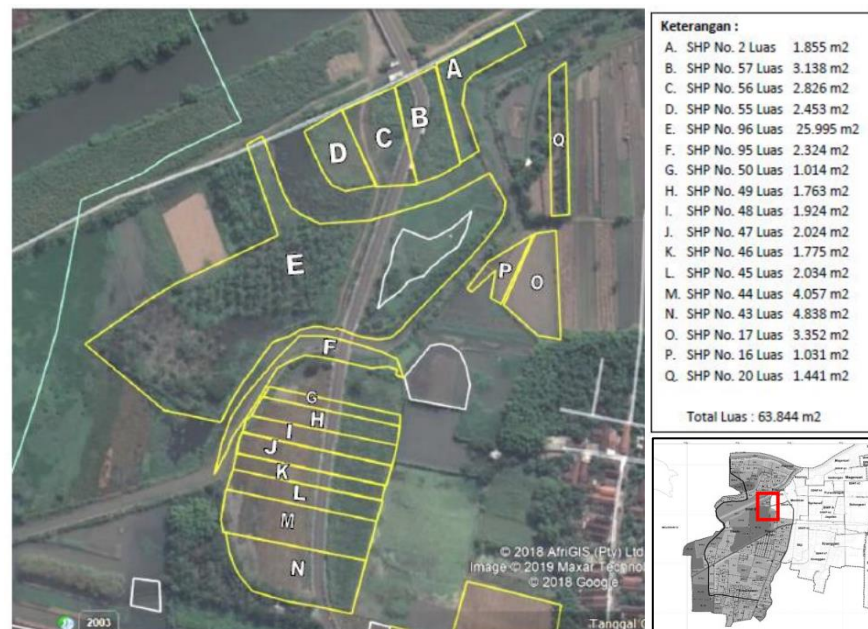 A
B
C
D
Q
E
P
O
F
G
H
I
J
K
L
M
N
© 2018 AfriGIS (Pty) Ltd
Image © 2019 Maxar Technol
© 2018 Google
2003
Tanggal
Keterangan :
A. SHP No. 2 Luas 1.855 m2
B. SHP No. 57 Luas 3.138 m2
C. SHP No. 56 Luas 2.826 m2
D. SHP No. 55 Luas 2.453 m2
E. SHP No. 96 Luas 25.995 m2
F. SHP No. 95 Luas 2.324 m2
G. SHP No. 50 Luas 1.014 m2
H. SHP No. 49 Luas 1.763 m2
I. SHP No. 48 Luas 1.924 m2
J. SHP No. 47 Luas 2.024 m2
K. SHP No. 46 Luas 1.775 m2
L. SHP No. 45 Luas 2.034 m2
M. SHP No. 44 Luas 4.057 m2
N. SHP No. 43 Luas 4.838 m2
O. SHP No. 17 Luas 3.352 m2
P. SHP No. 16 Luas 1.031 m2
Q. SHP No. 20 Luas 1.441 m2
Total Luas : 63.844 m2